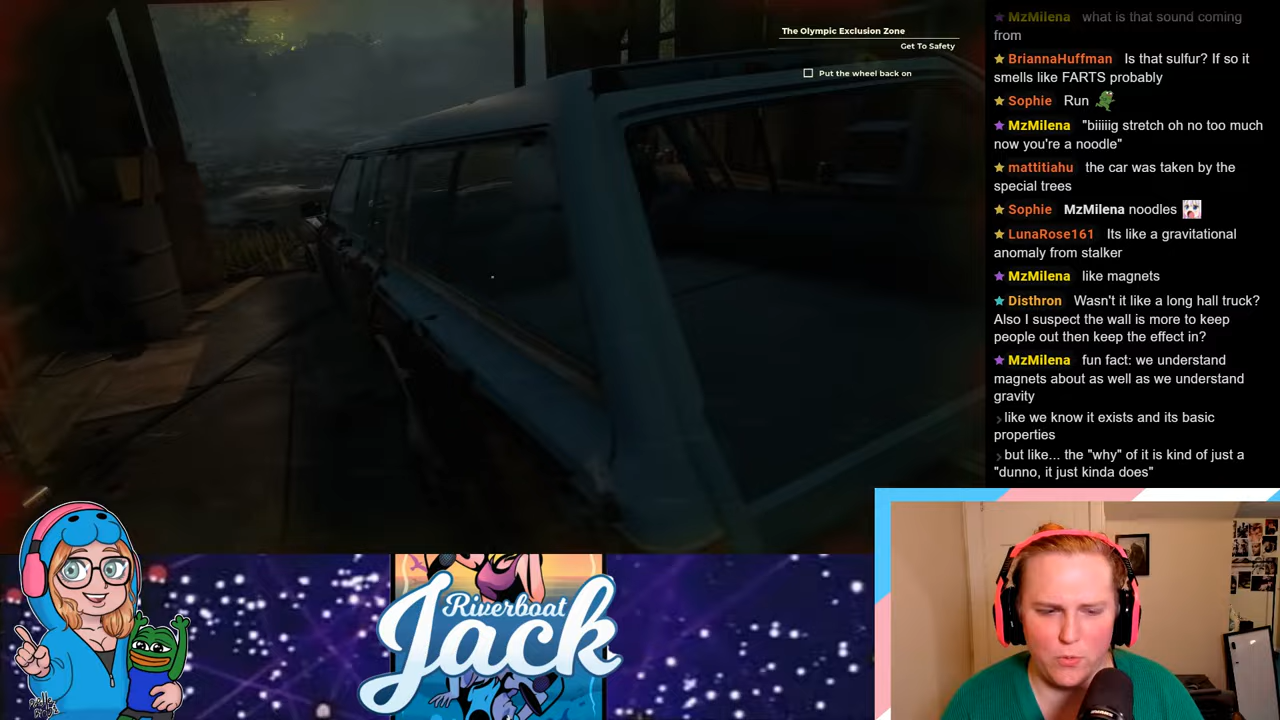 The Olympic Exclusion Zone
Get To Safety
Put the wheel back on
MzMilena what is that sound coming
from
BriannaHuffman Is that sulfur? If so it
smells like FARTS probably
Sophie Run
MzMilena "biiiiig stretch oh no too much
now you're a noodle"
mattitiahu the car was taken by the
special trees
Sophie MzMilena noodles
LunaRose161 Its like a gravitational
anomaly from stalker
MzMilena like magnets
Disthron Wasn't it like a long hall truck?
Also I suspect the wall is more to keep
people out then keep the effect in?
MzMilena fun fact: we understand
magnets about as well as we understand
gravity
like we know it exists and its basic
properties
but like... the "why" of it is kind of just a
"dunno, it just kinda does"
Riverboat
Jack